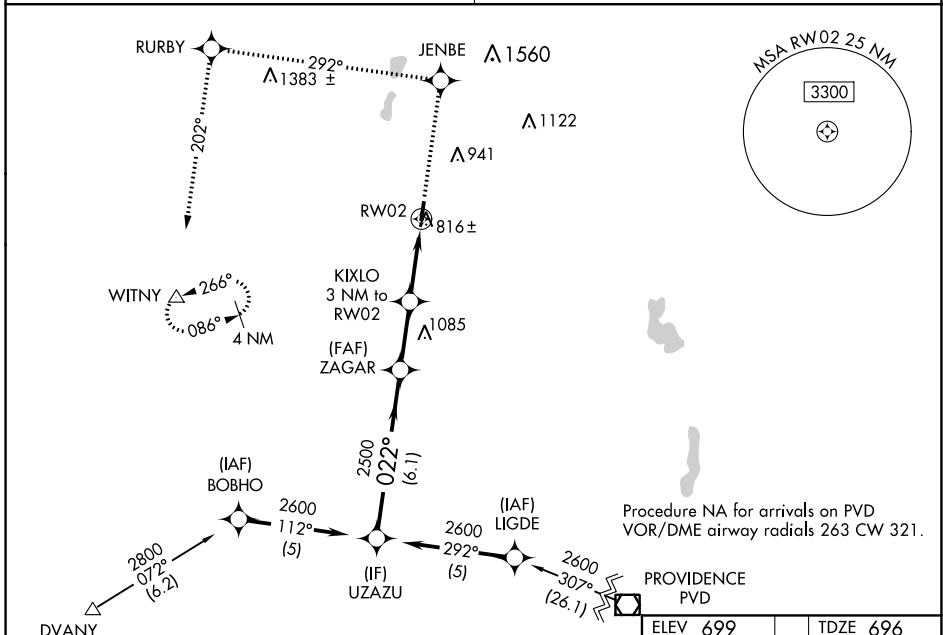 RURBY
292°
JENBE
1560
1383 ±
MSA RW02 25 NM
3300
1122
202°
941
RW02
816±
KIXLO
3 NM to
RW02
WITNY
266°
086°
4 NM
1085
(FAF)
ZAGAR
2500
022°
(6.1)
(IAF)
BOBHO
2600
112°
(5)
(IAF)
LIGDE
2600
292°
(5)
Procedure NA for arrivals on PVD
VOR/DME airway radials 263 CW 321.
(IF)
UZAZU
2800
072°
(6.2)
2600
307°
(26.1)
PROVIDENCE
PVD
DVANY
ELEV 699
TDZE 696